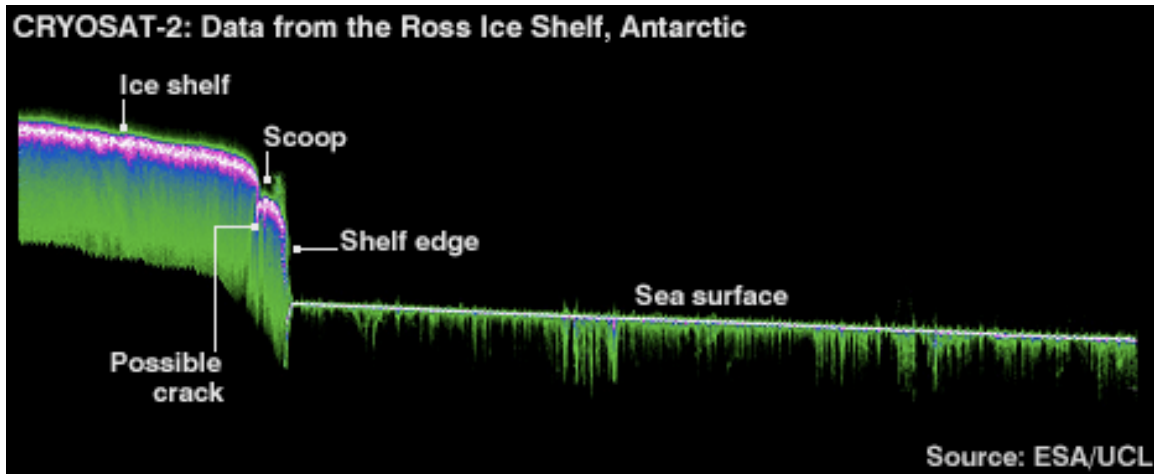 CRYOSAT-2: Data from the Ross Ice Shelf, Antarctic
Ice shelf
Scoop
Shelf edge
Sea surface
Possible
crack
Source: ESA/UCL